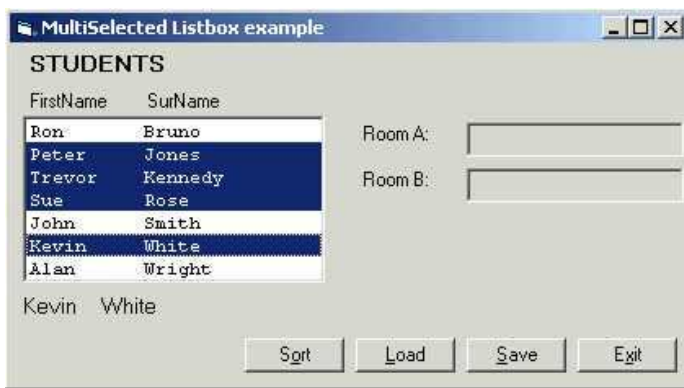 MultiSelected Listbox example
STUDENTS
FirstName SurName
Ron Bruno
Peter Jones
Trevor Kennedy
Sue Rose
John Smith
Kevin White
Alan Wright
Room A:
Room B:
Kevin White
Sort Load Save Exit